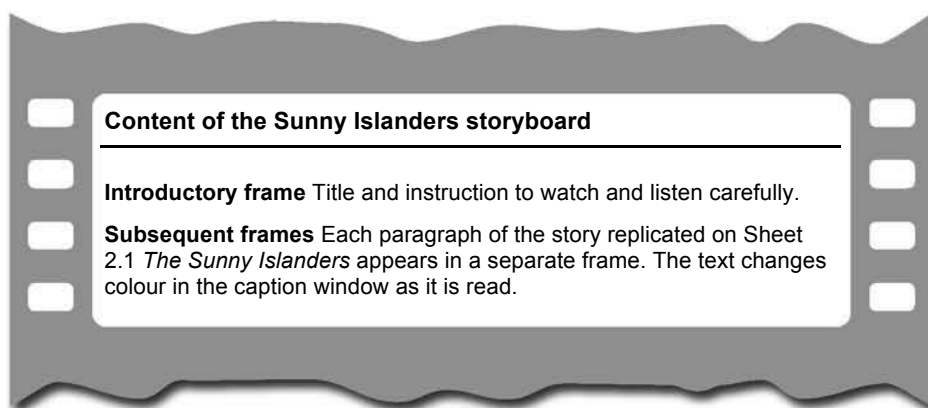 Content of the Sunny Islanders storyboard
Introductory frame Title and instruction to watch and listen carefully.
Subsequent frames Each paragraph of the story replicated on Sheet
2.1 The Sunny Islanders appears in a separate frame. The text changes
colour in the caption window as it is read.